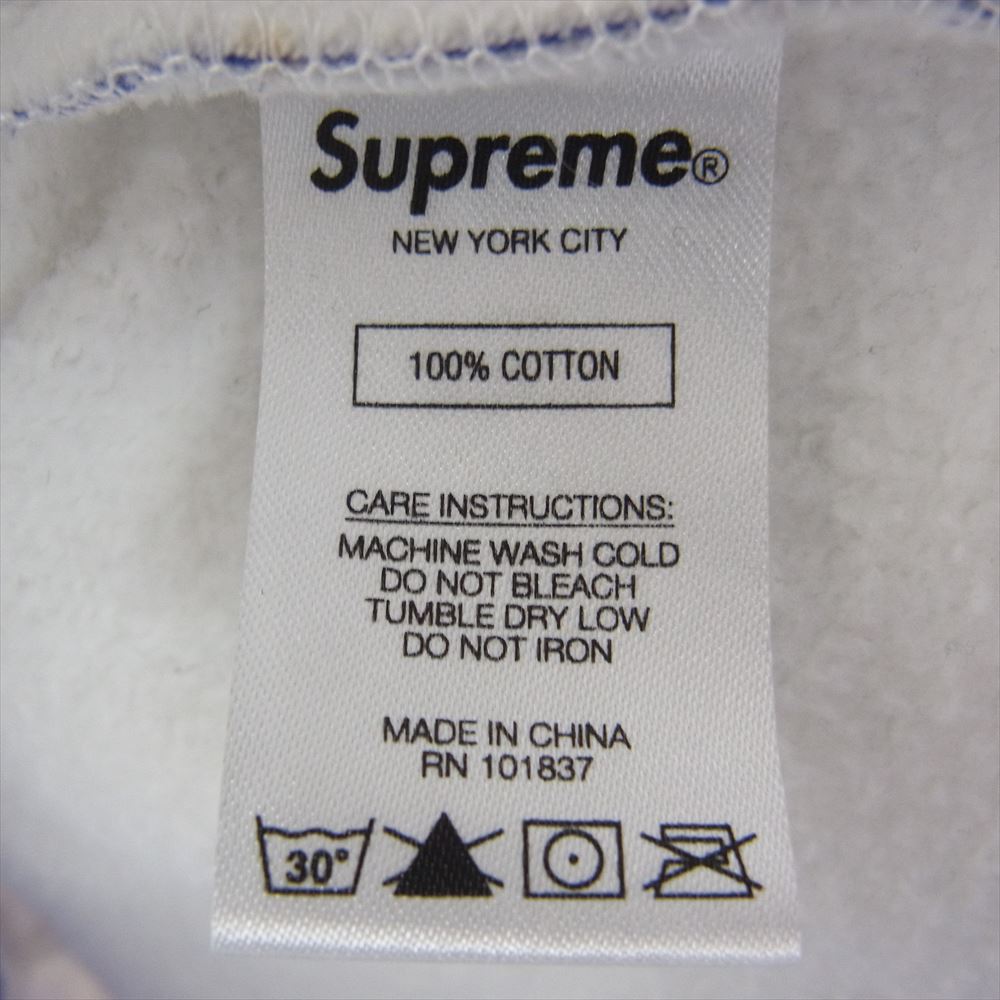 Supreme®
NEW YORK CITY
100% COTTON
CARE INSTRUCTIONS:
MACHINE WASH COLD
DO NOT BLEACH
TUMBLE DRY LOW
DO NOT IRON
MADE IN CHINA
RN 101837
30°